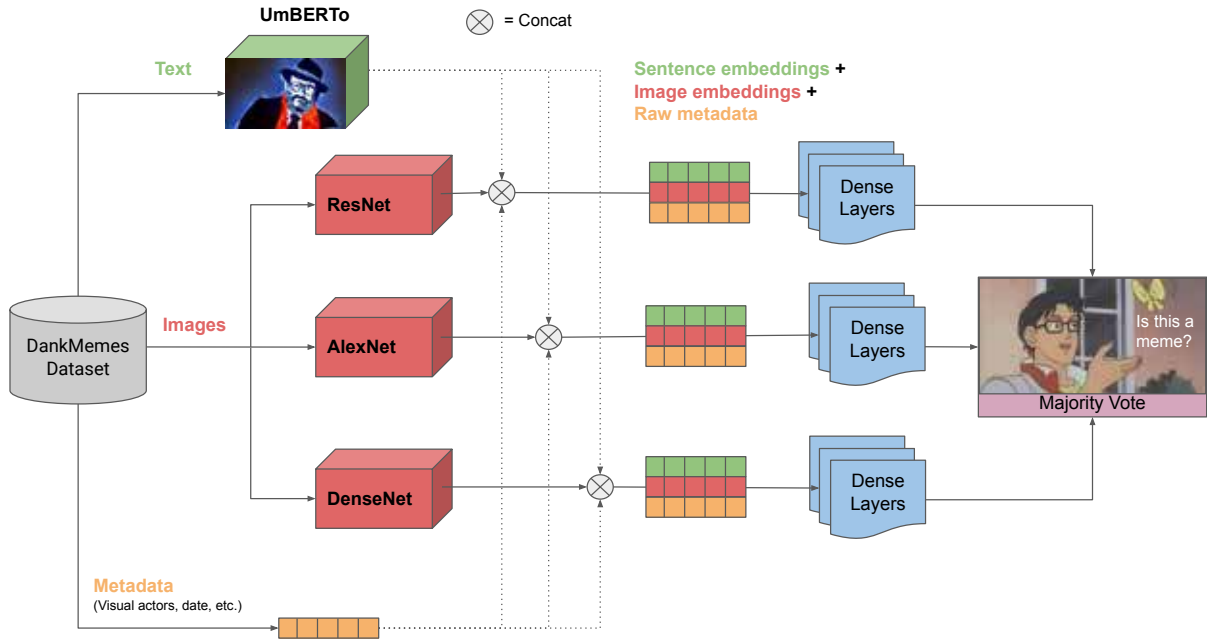 UmBERTo
= Concat
Text
Sentence embeddings +
Image embeddings +
Raw metadata
ResNet
Dense
Layers
DankMemes
Dataset
Images
AlexNet
Dense
Layers
Is this a
meme?
Majority Vote
DenseNet
Dense
Layers
Metadata
(Visual actors, date, etc.)